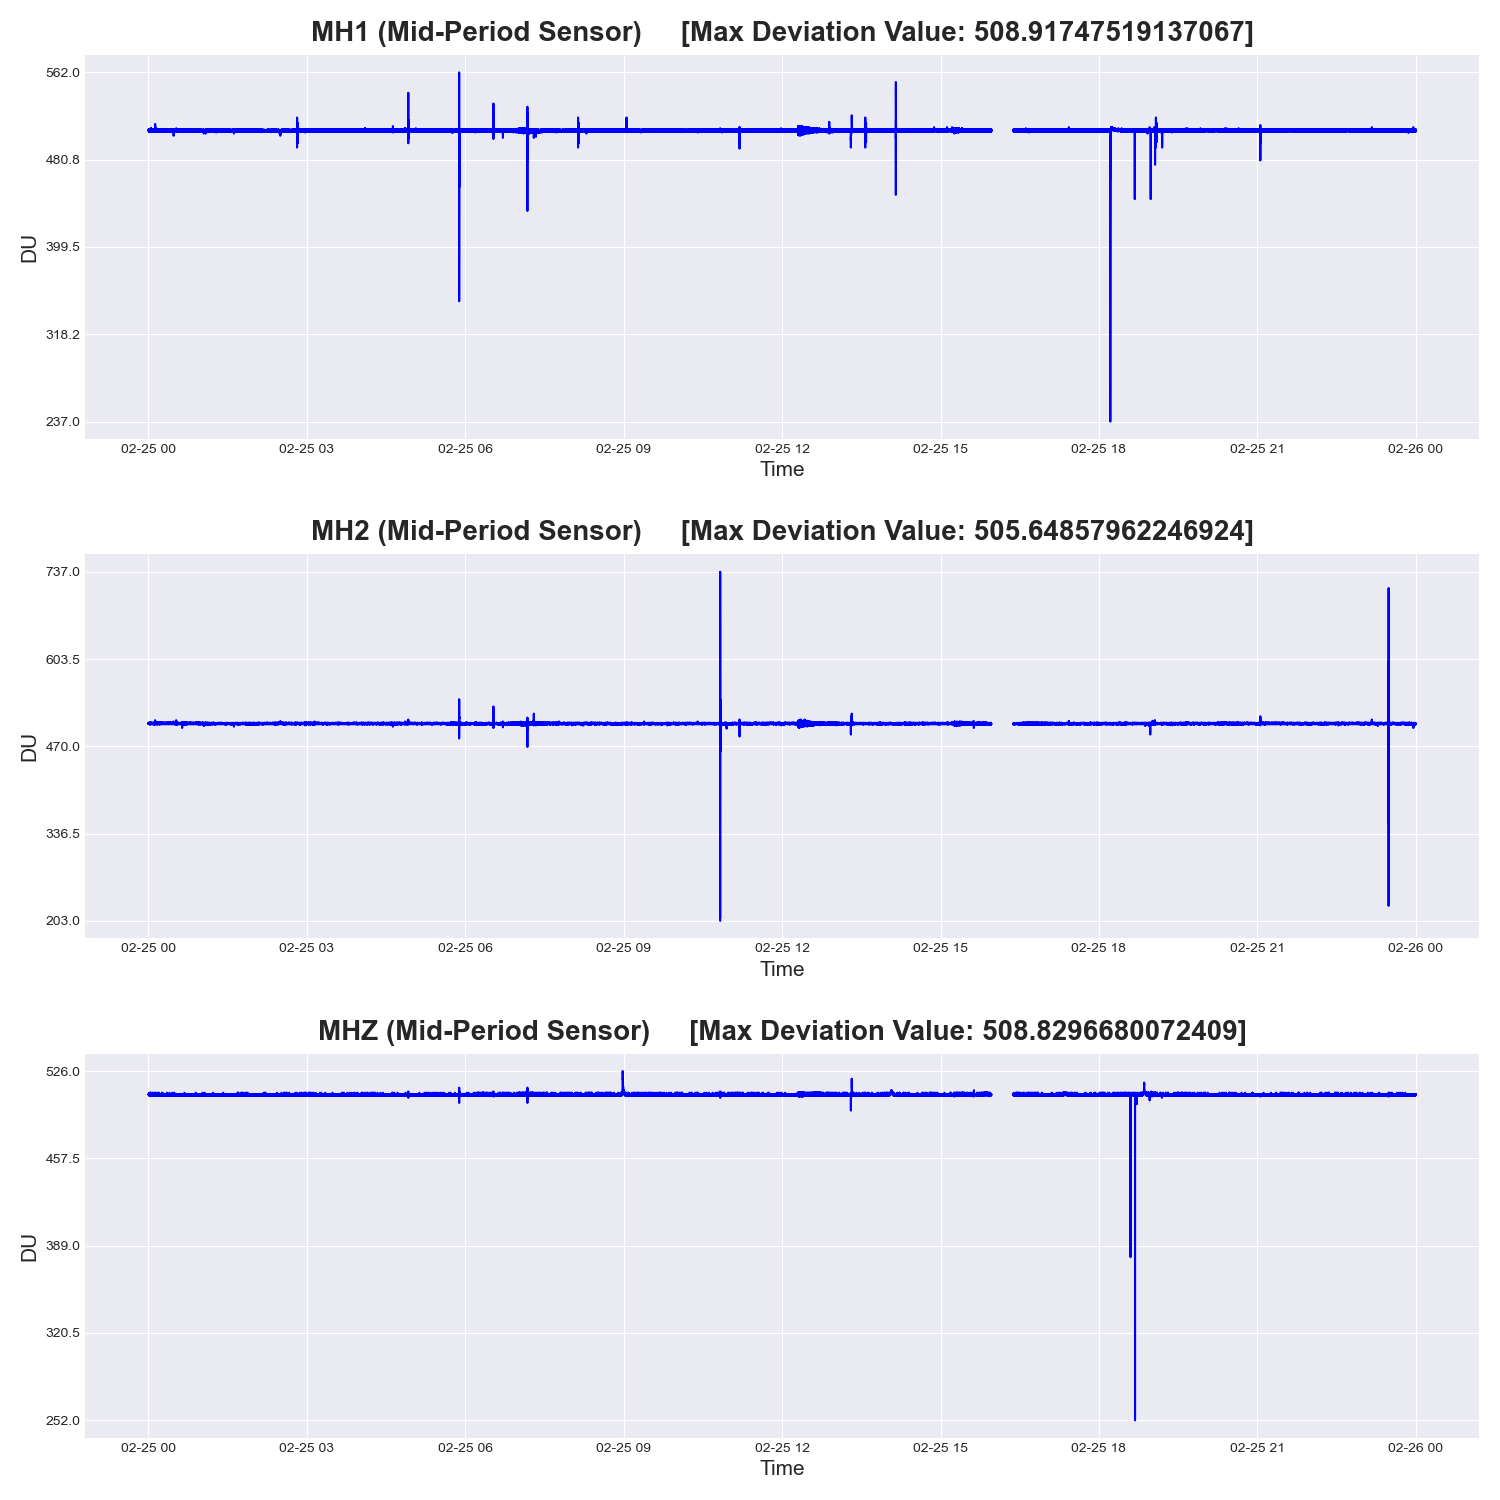 MH1 (Mid-Period Sensor) [Max Deviation Value: 508.91747519137067]
562.0
480.8
399.5
318.2
237.0
DU
02-25 00 02-25 03 02-25 06 02-25 09 02-25 12 02-25 15 02-25 18 02-25 21 02-26 00
Time
MH2 (Mid-Period Sensor) [Max Deviation Value: 505.64857962246924]
737.0
603.5
470.0
336.5
203.0
DU
02-25 00 02-25 03 02-25 06 02-25 09 02-25 12 02-25 15 02-25 18 02-25 21 02-26 00
Time
MHZ (Mid-Period Sensor) [Max Deviation Value: 508.8296680072409]
526.0
457.5
389.0
320.5
252.0
DU
02-25 00 02-25 03 02-25 06 02-25 09 02-25 12 02-25 15 02-25 18 02-25 21 02-26 00
Time